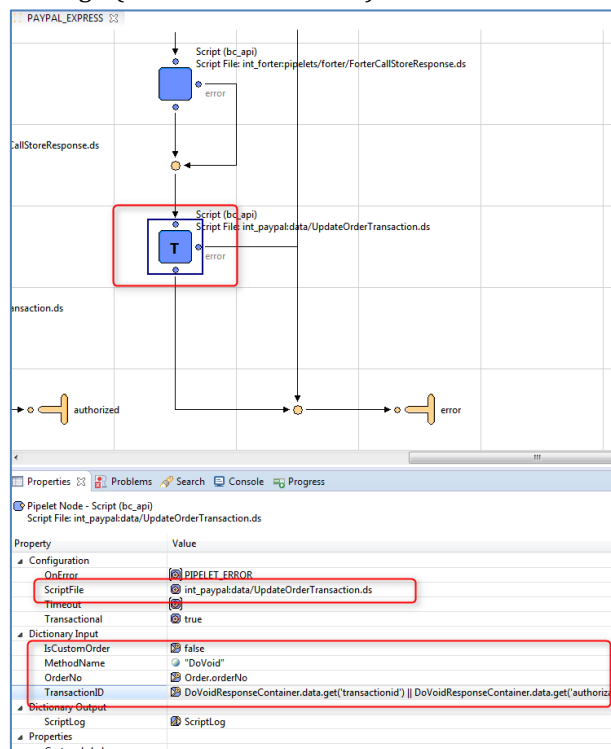 PAYPAL_EXPRESS
Script (bc_api)
Script File: int_forter:pipelets/forter/ForterCallStoreResponse.ds
error
CallStoreResponse.ds
Script (bc_api)
Script File: int_paypal:data/UpdateOrderTransaction.ds
T
error
ansaction.ds
authorized
error
Properties Problems Search Console Progress
Pipelet Node - Script (bc_api)
Script File: int_paypal:data/UpdateOrderTransaction.ds
Property Value
Configuration
OnError PIPELET_ERROR
ScriptFile int_paypal:data/UpdateOrderTransaction.ds
Timeout
Transactional true
Dictionary Input
IsCustomOrder false
MethodName "DoVoid"
OrderNo Order.orderNo
TransactionID DoVoidResponseContainer.data.get('transactionid') || DoVoidResponseContainer.data.get('authoriza
Dictionary Output
ScriptLog ScriptLog
Properties